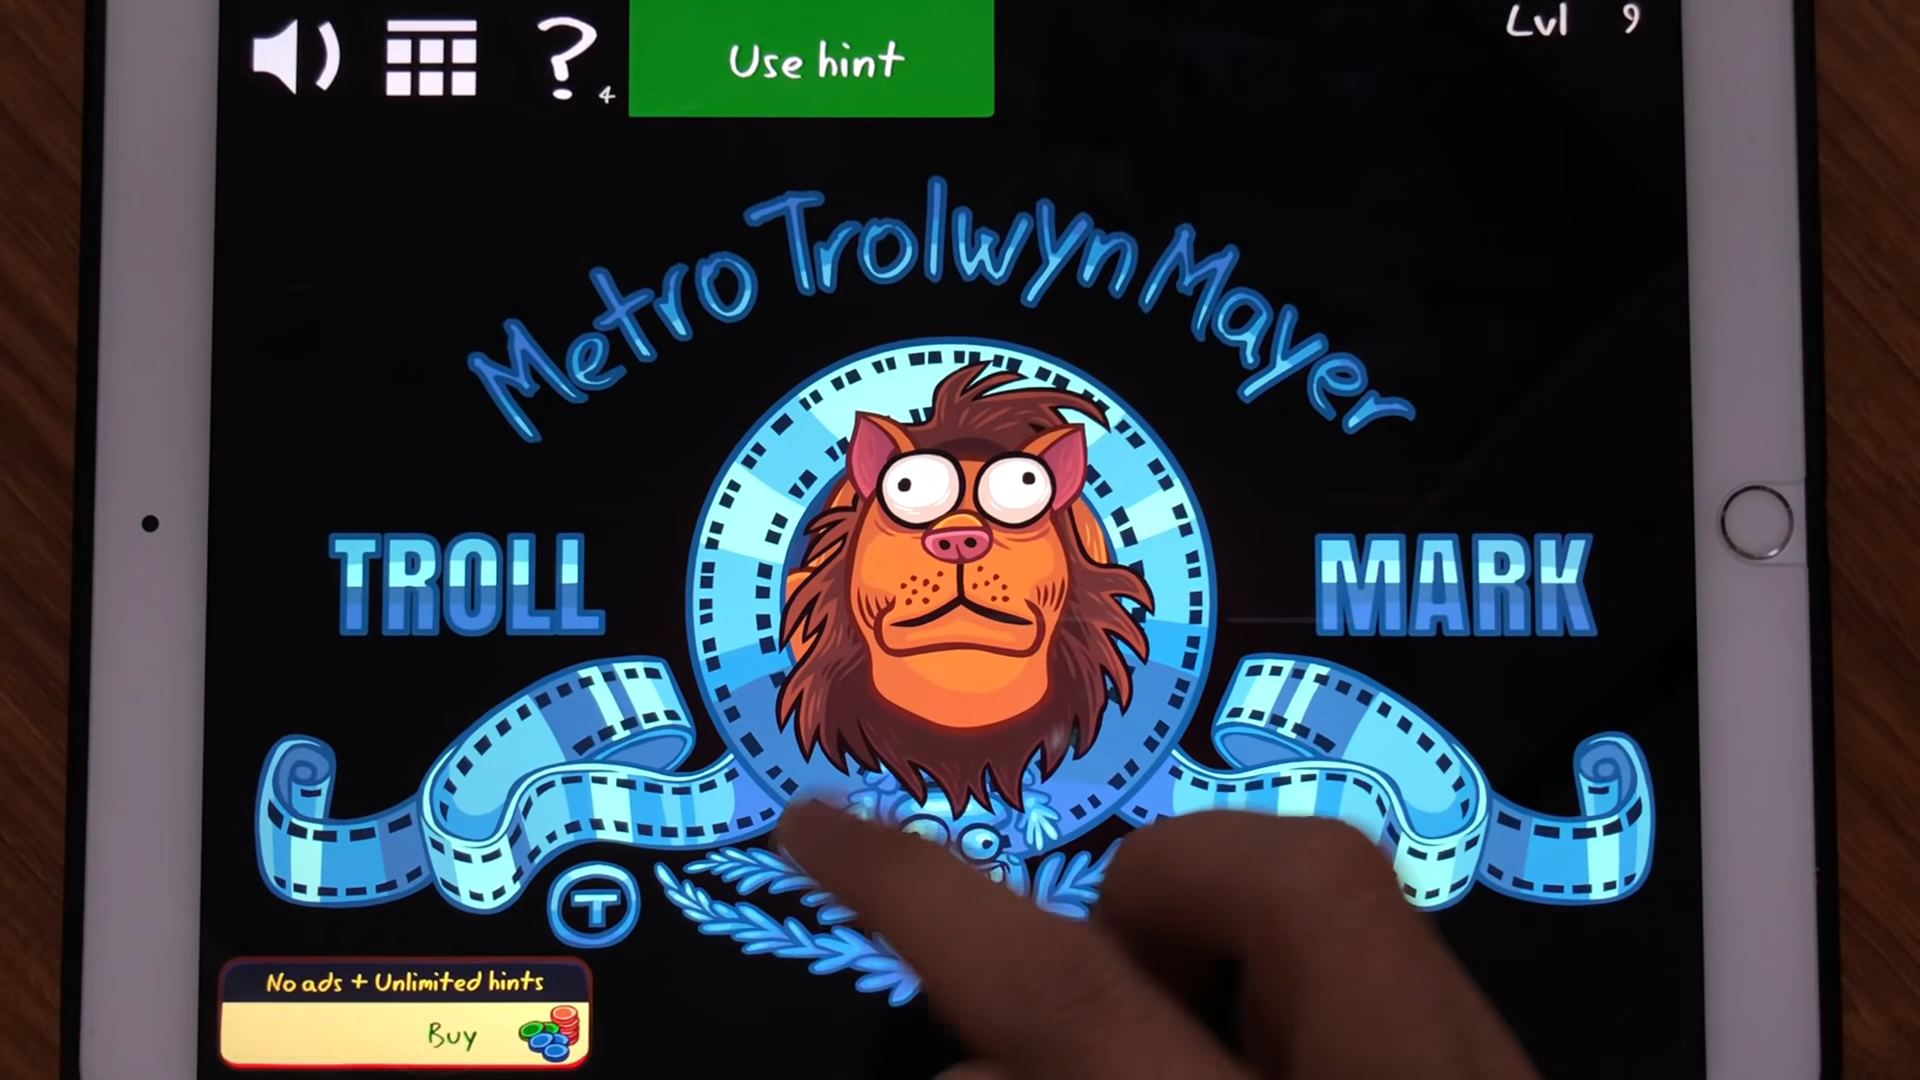 ?
4
Use hint
Lvl 9
Metro Trolwyn Mayer
TROLL
MARK
T
No ads + Unlimited hints
Buy